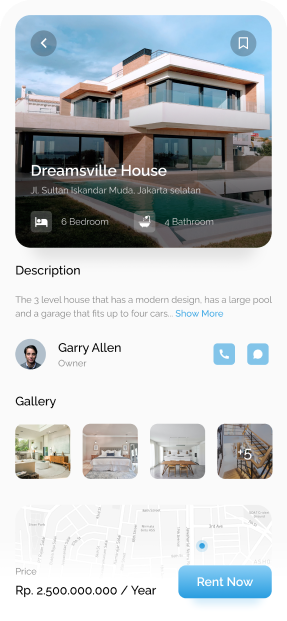 Dreamsville House
Jl. Sultan Iskandar Muda, Jakarta selatan
6 Bedroom 4 Bathroom
Description
The 3 level house that has a modern design, has a large pool
and a garage that fits up to four cars... Show More
Garry Allen
Owner
Gallery
+5
3rd Ave
Price
Rp. 2.500.000.000 / Year
Rent Now